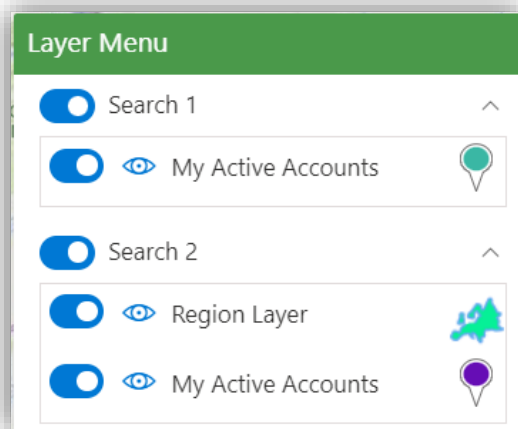 Layer Menu
Search 1
My Active Accounts
Search 2
Region Layer
My Active Accounts